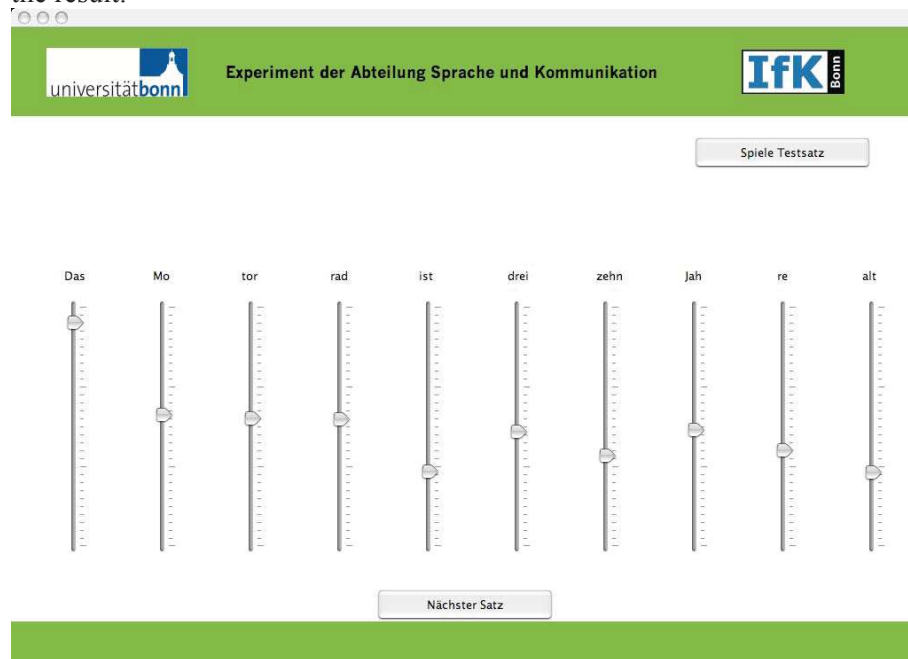 the result.
universitätbonn
Experiment der Abteilung Sprache und Kommunikation
IfK Bonn
Spiele Testsatz
Das Mo tor rad ist drei zehn Jah re alt
Nächster Satz